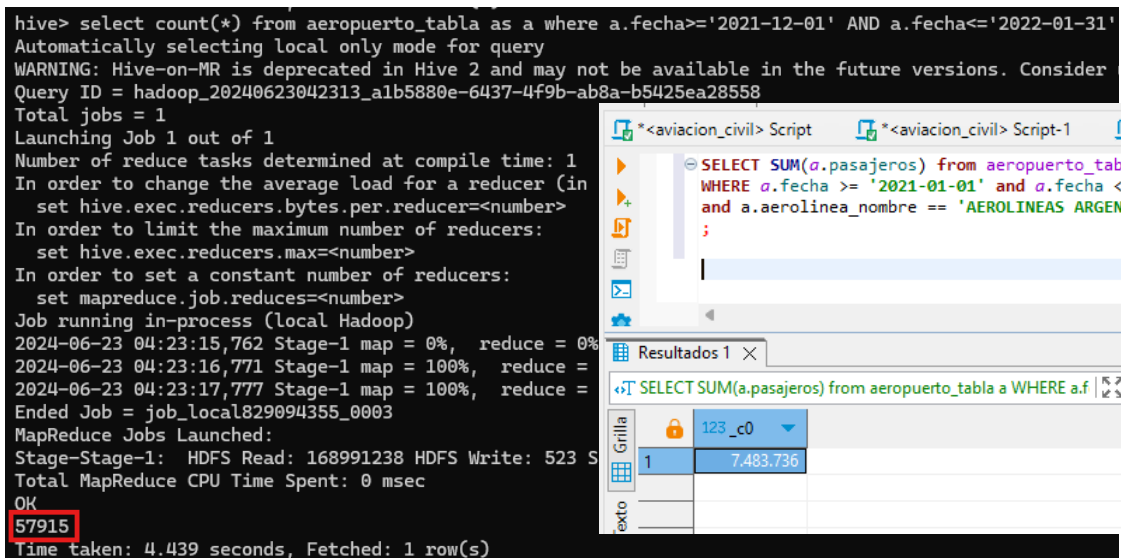 hive> select count(*) from aeropuerto_tabla as a where a.fecha>='2021-12-01' AND a.fecha<='2022-01-31'
Automatically selecting local only mode for query
WARNING: Hive-on-MR is deprecated in Hive 2 and may not be available in the future versions. Consider
Query ID = hadoop_20240623042313_a1b5880e-6437-4f9b-ab8a-b5425ea28558
Total jobs = 1
Launching Job 1 out of 1
Number of reduce tasks determined at compile time: 1
In order to change the average load for a reducer (in
set hive.exec.reducers.bytes.per.reducer=<number>
In order to limit the maximum number of reducers:
set hive.exec.reducers.max=<number>
In order to set a constant number of reducers:
set mapreduce.job.reduces=<number>
Job running in-process (local Hadoop)
2024-06-23 04:23:15,762 Stage-1 map = 0%,  reduce = 0%
2024-06-23 04:23:16,771 Stage-1 map = 100%,  reduce =
2024-06-23 04:23:17,777 Stage-1 map = 100%,  reduce =
Ended Job = job_local829094355_0003
MapReduce Jobs Launched:
Stage-Stage-1:  HDFS Read: 168991238 HDFS Write: 523 S
Total MapReduce CPU Time Spent: 0 msec
OK
57915
Time taken: 4.439 seconds, Fetched: 1 row(s)
*<aviacion_civil> Script
*<aviacion_civil> Script-1
SELECT SUM(a.pasajeros) from aeropuerto_tab
WHERE a.fecha >= '2021-01-01' and a.fecha <
and a.aerolinea_nombre == 'AEROLINEAS ARGEN
;
Resultados 1
SELECT SUM(a.pasajeros) from aeropuerto_tabla a WHERE a.f
Grilla
123 _c0
1
7.483.736
Texto